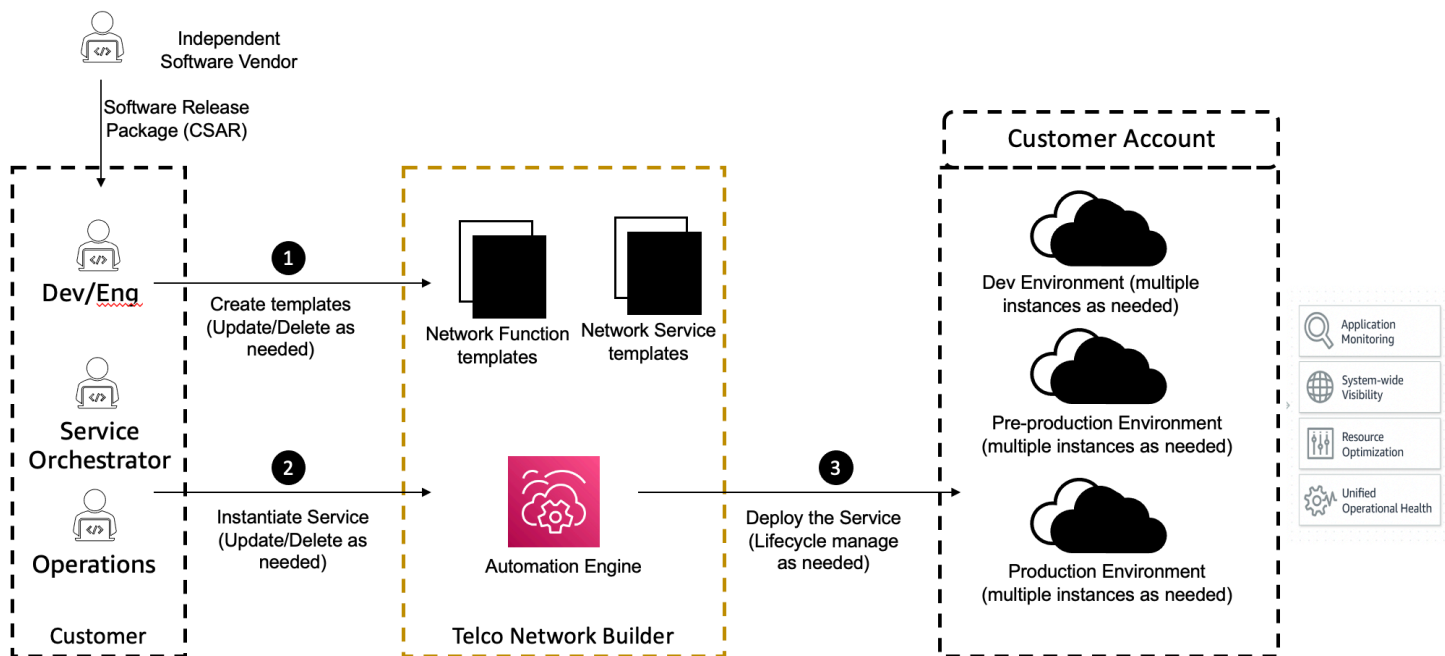 Independent
Software Vendor
Software Release
Package (CSAR)
Dev/Eng
Service
Orchestrator
Operations
Customer
1
Create templates
(Update/Delete as
needed)
2
Instantiate Service
(Update/Delete as
needed)
Network Function
templates
Network Service
templates
Automation Engine
Telco Network Builder
3
Deploy the Service
(Lifecycle manage
as needed)
Customer Account
Dev Environment (multiple
instances as needed)
Pre-production Environment
(multiple instances as needed)
Production Environment
(multiple instances as needed)
Application
Monitoring
System-wide
Visibility
Resource
Optimization
Unified
Operational Health